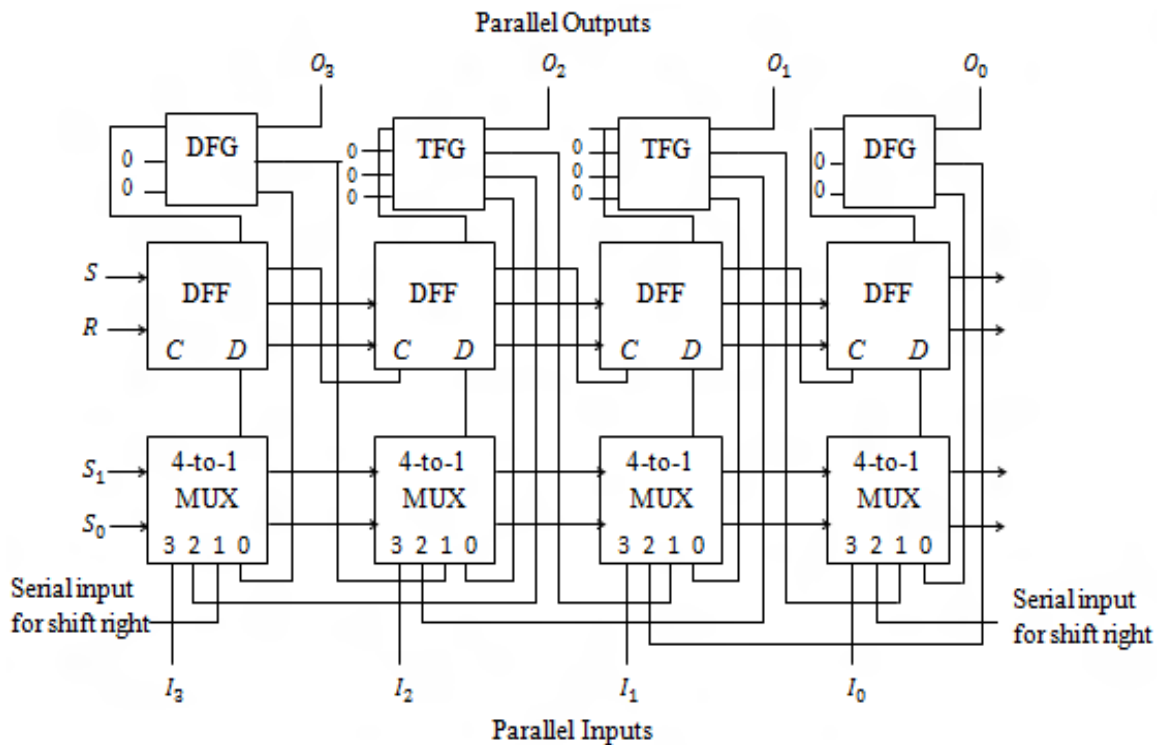 Parallel Outputs
O3 O2 O1 O0
DFG TFG TFG DFG
0 0 0 0
0 0 0 0
0 0
S
DFF DFF DFF DFF
R
C D C D C D C D
S1
4-to-1 MUX 4-to-1 MUX 4-to-1 MUX 4-to-1 MUX
S0
3 2 1 0 3 2 1 0 3 2 1 0 3 2 1 0
Serial input
for shift right
Serial input
for shift right
I3 I2 I1 I0
Parallel Inputs